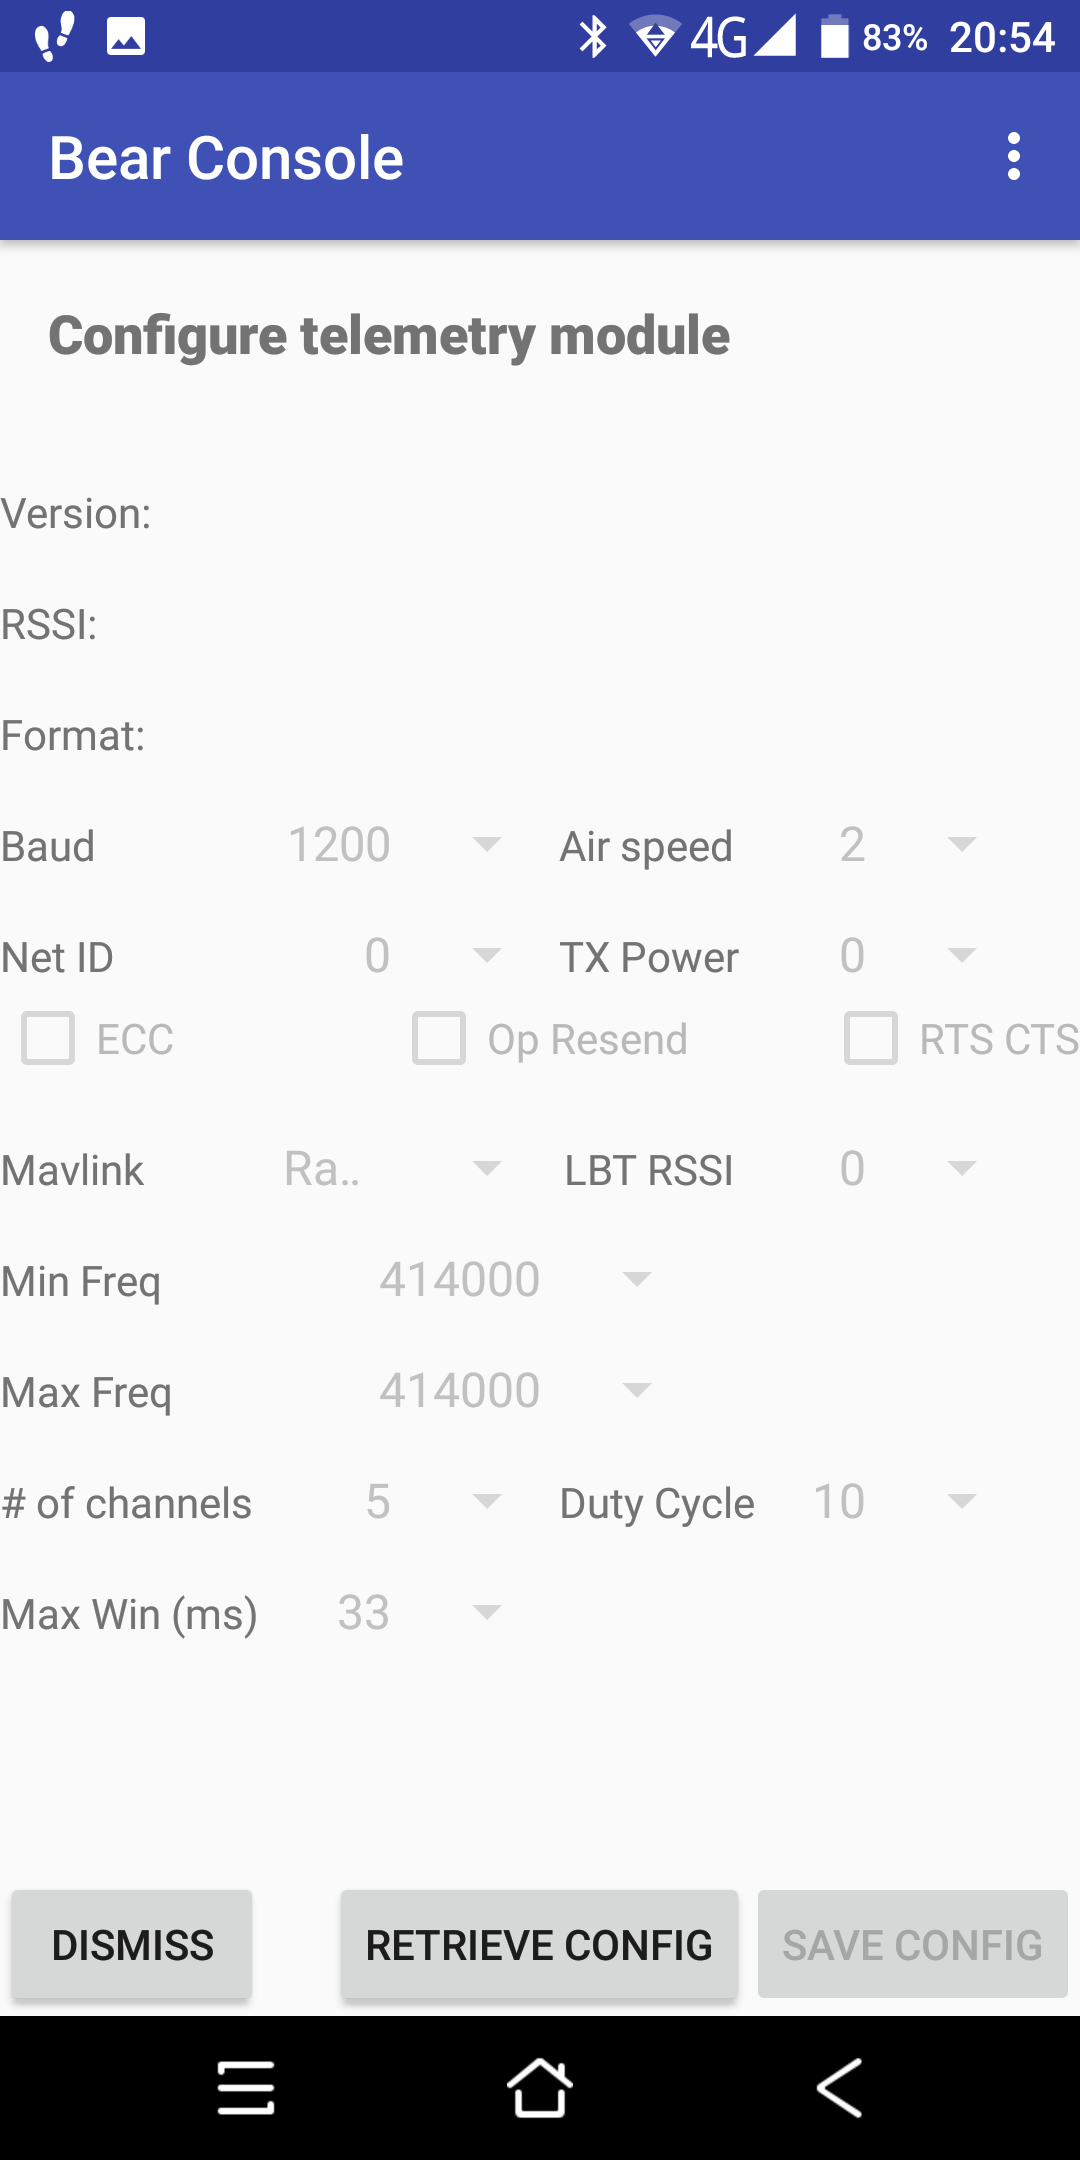 4G 83% 20:54
Bear Console
Configure telemetry module
Version:
RSSI:
Format:
Baud 1200 Air speed 2
Net ID 0 TX Power 0
ECC Op Resend RTS CTS
Mavlink Ra.. LBT RSSI 0
Min Freq 414000
Max Freq 414000
# of channels 5 Duty Cycle 10
Max Win (ms) 33
DISMISS RETRIEVE CONFIG SAVE CONFIG